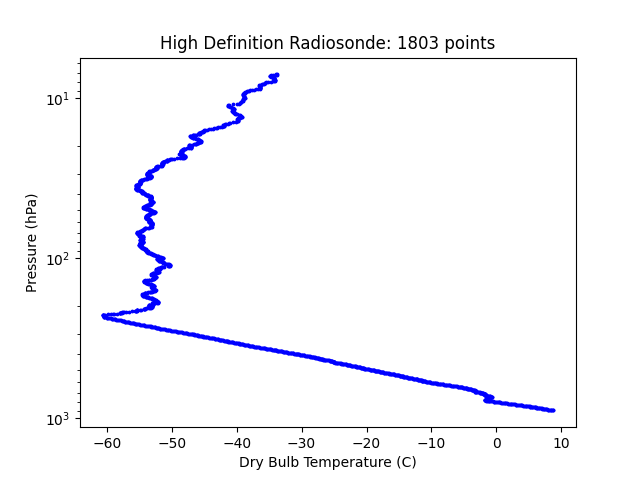 High Definition Radiosonde: 1803 points
Pressure (hPa)
10¹
10²
10³
−60 −50 −40 −30 −20 −10 0 10
Dry Bulb Temperature (C)